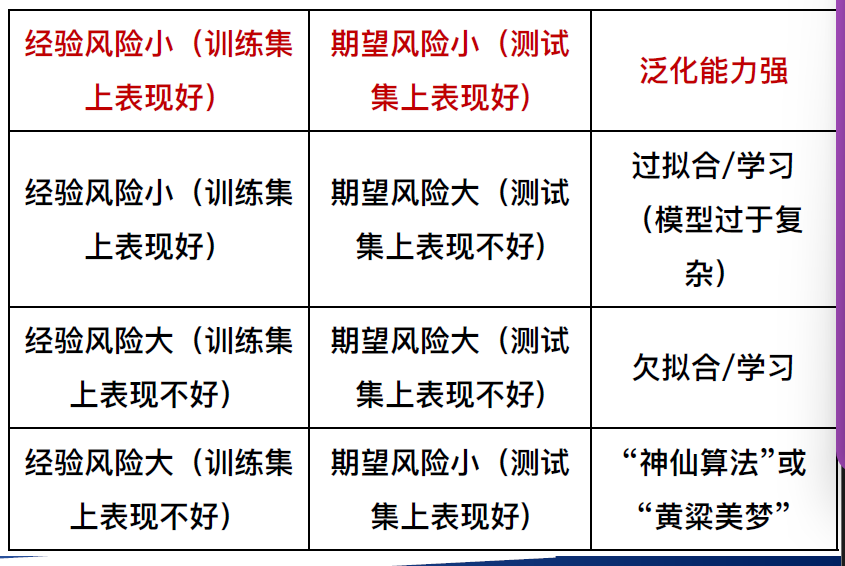 经验风险小（训练集
上表现好）
期望风险小（测试
集上表现好）
泛化能力强
经验风险小（训练集
上表现好）
期望风险大（测试
集上表现不好）
过拟合/学习
（模型过于复
杂）
经验风险大（训练集
上表现不好）
期望风险大（测试
集上表现不好）
欠拟合/学习
经验风险大（训练集
上表现不好）
期望风险小（测试
集上表现好）
“神仙算法”或
“黄粱美梦”